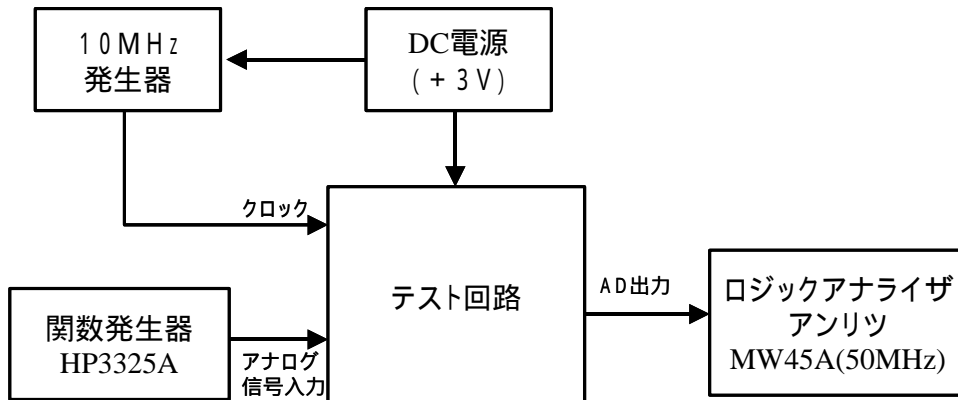 １０ＭＨｚ
発生器
DC電源
（＋３Ｖ）
クロック
テスト回路
関数発生器
HP3325A
アナログ
信号入力
ＡＤ出力
ロジックアナライザ
アンリツ
MW45A(50MHz)